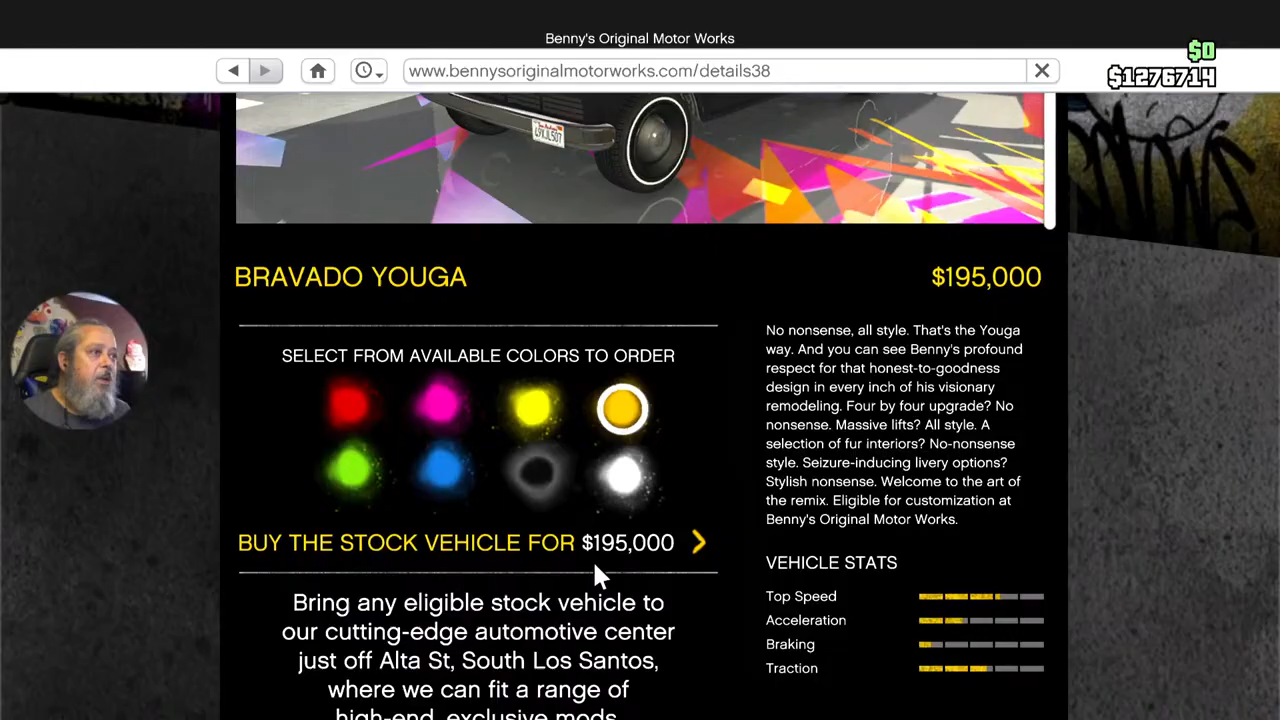 Benny's Original Motor Works
$0
www.bennysoriginalmotorworks.com/details38
$1276714
BRAVADO YOUGA
$195,000
SELECT FROM AVAILABLE COLORS TO ORDER
BUY THE STOCK VEHICLE FOR $195,000
Bring any eligible stock vehicle to
our cutting-edge automotive center
just off Alta St, South Los Santos,
where we can fit a range of
high-end, exclusive mods.
No nonsense, all style. That's the Youga
way. And you can see Benny's profound
respect for that honest-to-goodness
design in every inch of his visionary
remodeling. Four by four upgrade? No
nonsense. Massive lifts? All style. A
selection of fur interiors? No-nonsense
style. Seizure-inducing livery options?
Stylish nonsense. Welcome to the art of
the remix. Eligible for customization at
Benny's Original Motor Works.
VEHICLE STATS
Top Speed
Acceleration
Braking
Traction